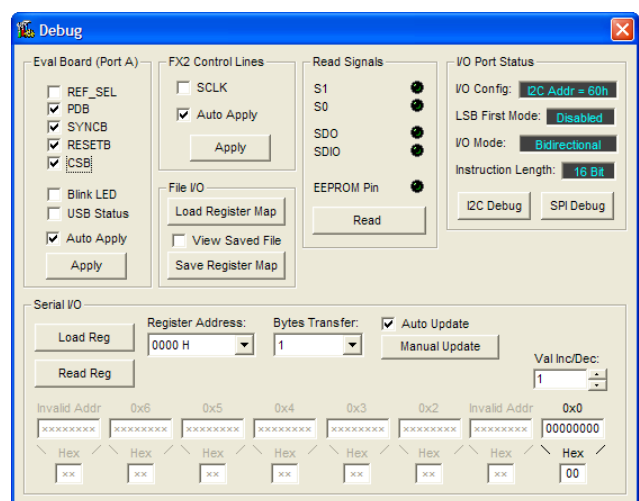 Debug
Eval Board (Port A)
REF_SEL
PDB
SYNCB
RESETB
CSB
Blink LED
USB Status
Auto Apply
Apply
FX2 Control Lines
SCLK
Auto Apply
Apply
File I/O
Load Register Map
View Saved File
Save Register Map
Read Signals
S1
S0
SDO
SDIO
EEPROM Pin
Read
I/O Port Status
I/O Config: I2C Addr = 60h
LSB First Mode: Disabled
I/O Mode: Bidirectional
Instruction Length: 16 Bit
I2C Debug SPI Debug
Serial I/O
Load Reg
Read Reg
Register Address:
0000 H
Bytes Transfer:
1
Auto Update
Manual Update
Val Inc/Dec:
1
Invalid Addr 0x6 0x5 0x4 0x3 0x2 Invalid Addr 0x0
xxxxxxxx xxxxxxxx xxxxxxxx xxxxxxxx xxxxxxxx xxxxxxxx xxxxxxxx 00000000
Hex Hex Hex Hex Hex Hex Hex Hex
xx xx xx xx xx xx xx 00